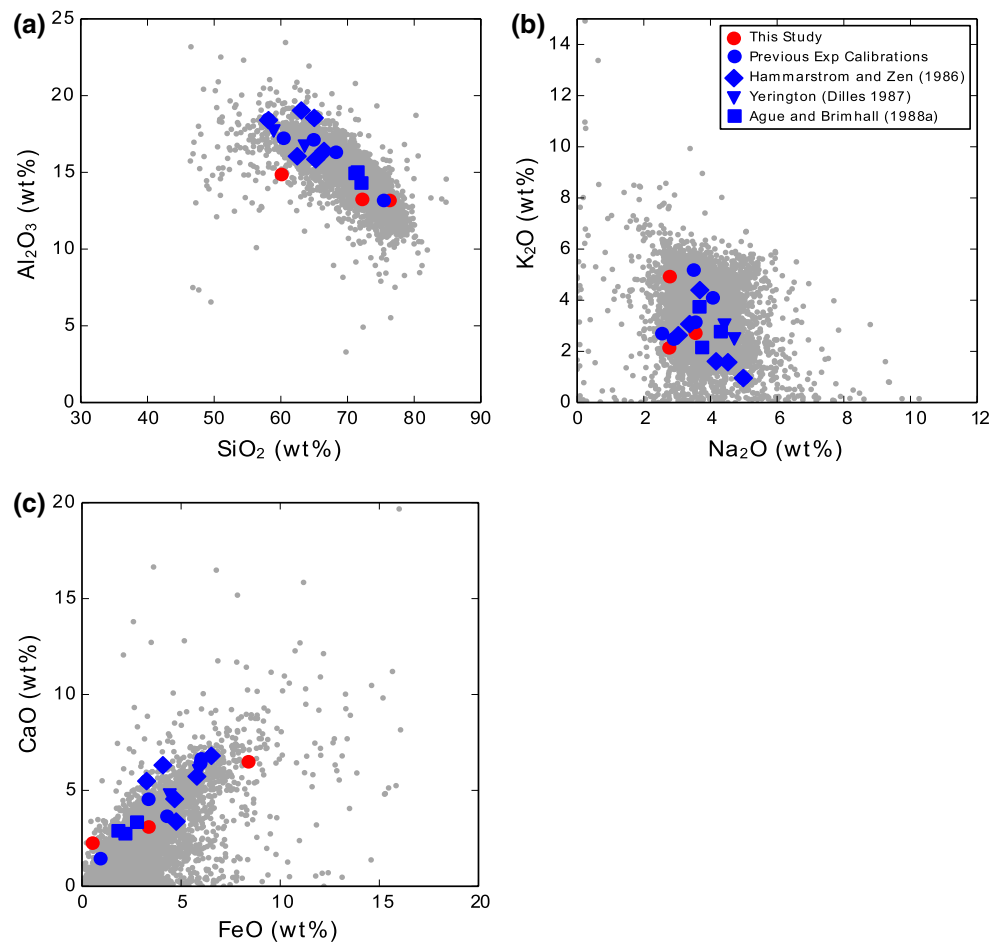 (a)
25
20
15
10
5
0
30 40 50 60 70 80 90
Al₂O₃ (wt%)
SiO₂ (wt%)
(b)
14
12
10
8
6
4
2
0
0 2 4 6 8 10 12
K₂O (wt%)
Na₂O (wt%)
This Study
Previous Exp Calibrations
Hammarstrom and Zen (1986)
Yerington (Dilles 1987)
Ague and Brimhall (1988a)
(c)
20
15
10
5
0
0 5 10 15 20
CaO (wt%)
FeO (wt%)